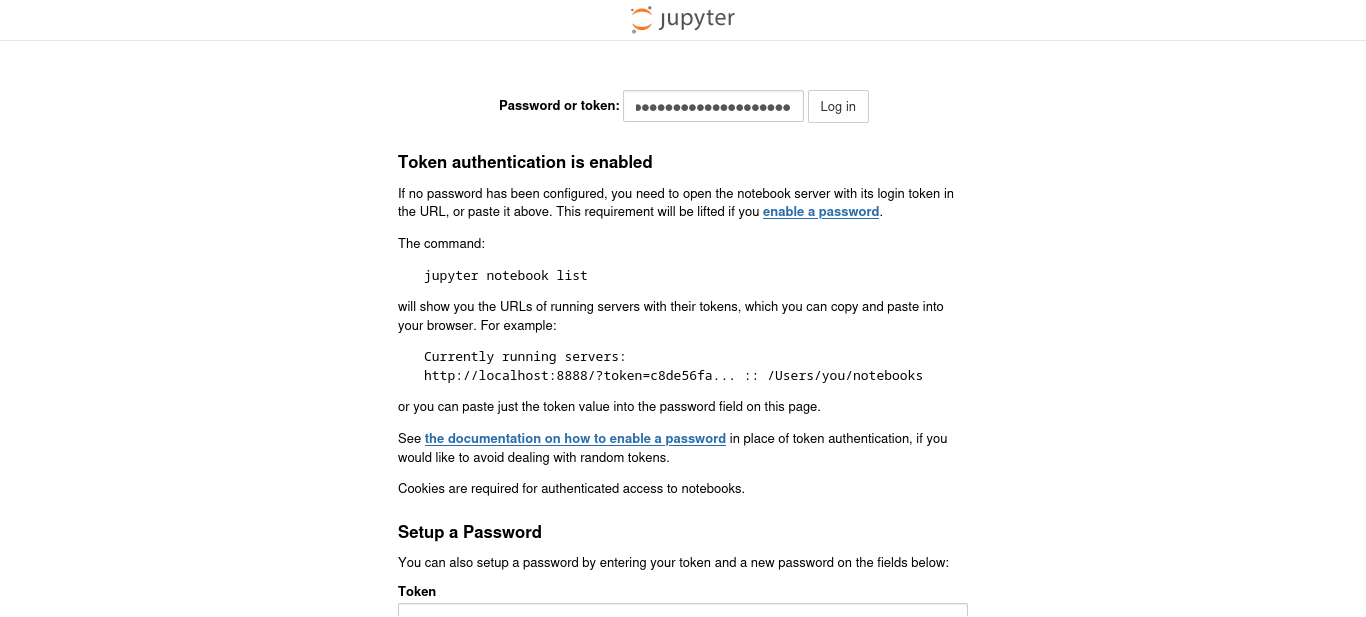 jupyter
Password or token: ●●●●●●●●●●●●●●●●●●●● Log in
Token authentication is enabled
If no password has been configured, you need to open the notebook server with its login token in
the URL, or paste it above. This requirement will be lifted if you enable a password.
The command:
jupyter notebook list
will show you the URLs of running servers with their tokens, which you can copy and paste into
your browser. For example:
Currently running servers:
http://localhost:8888/?token=c8de56fa... :: /Users/you/notebooks
or you can paste just the token value into the password field on this page.
See the documentation on how to enable a password in place of token authentication, if you
would like to avoid dealing with random tokens.
Cookies are required for authenticated access to notebooks.
Setup a Password
You can also setup a password by entering your token and a new password on the fields below:
Token